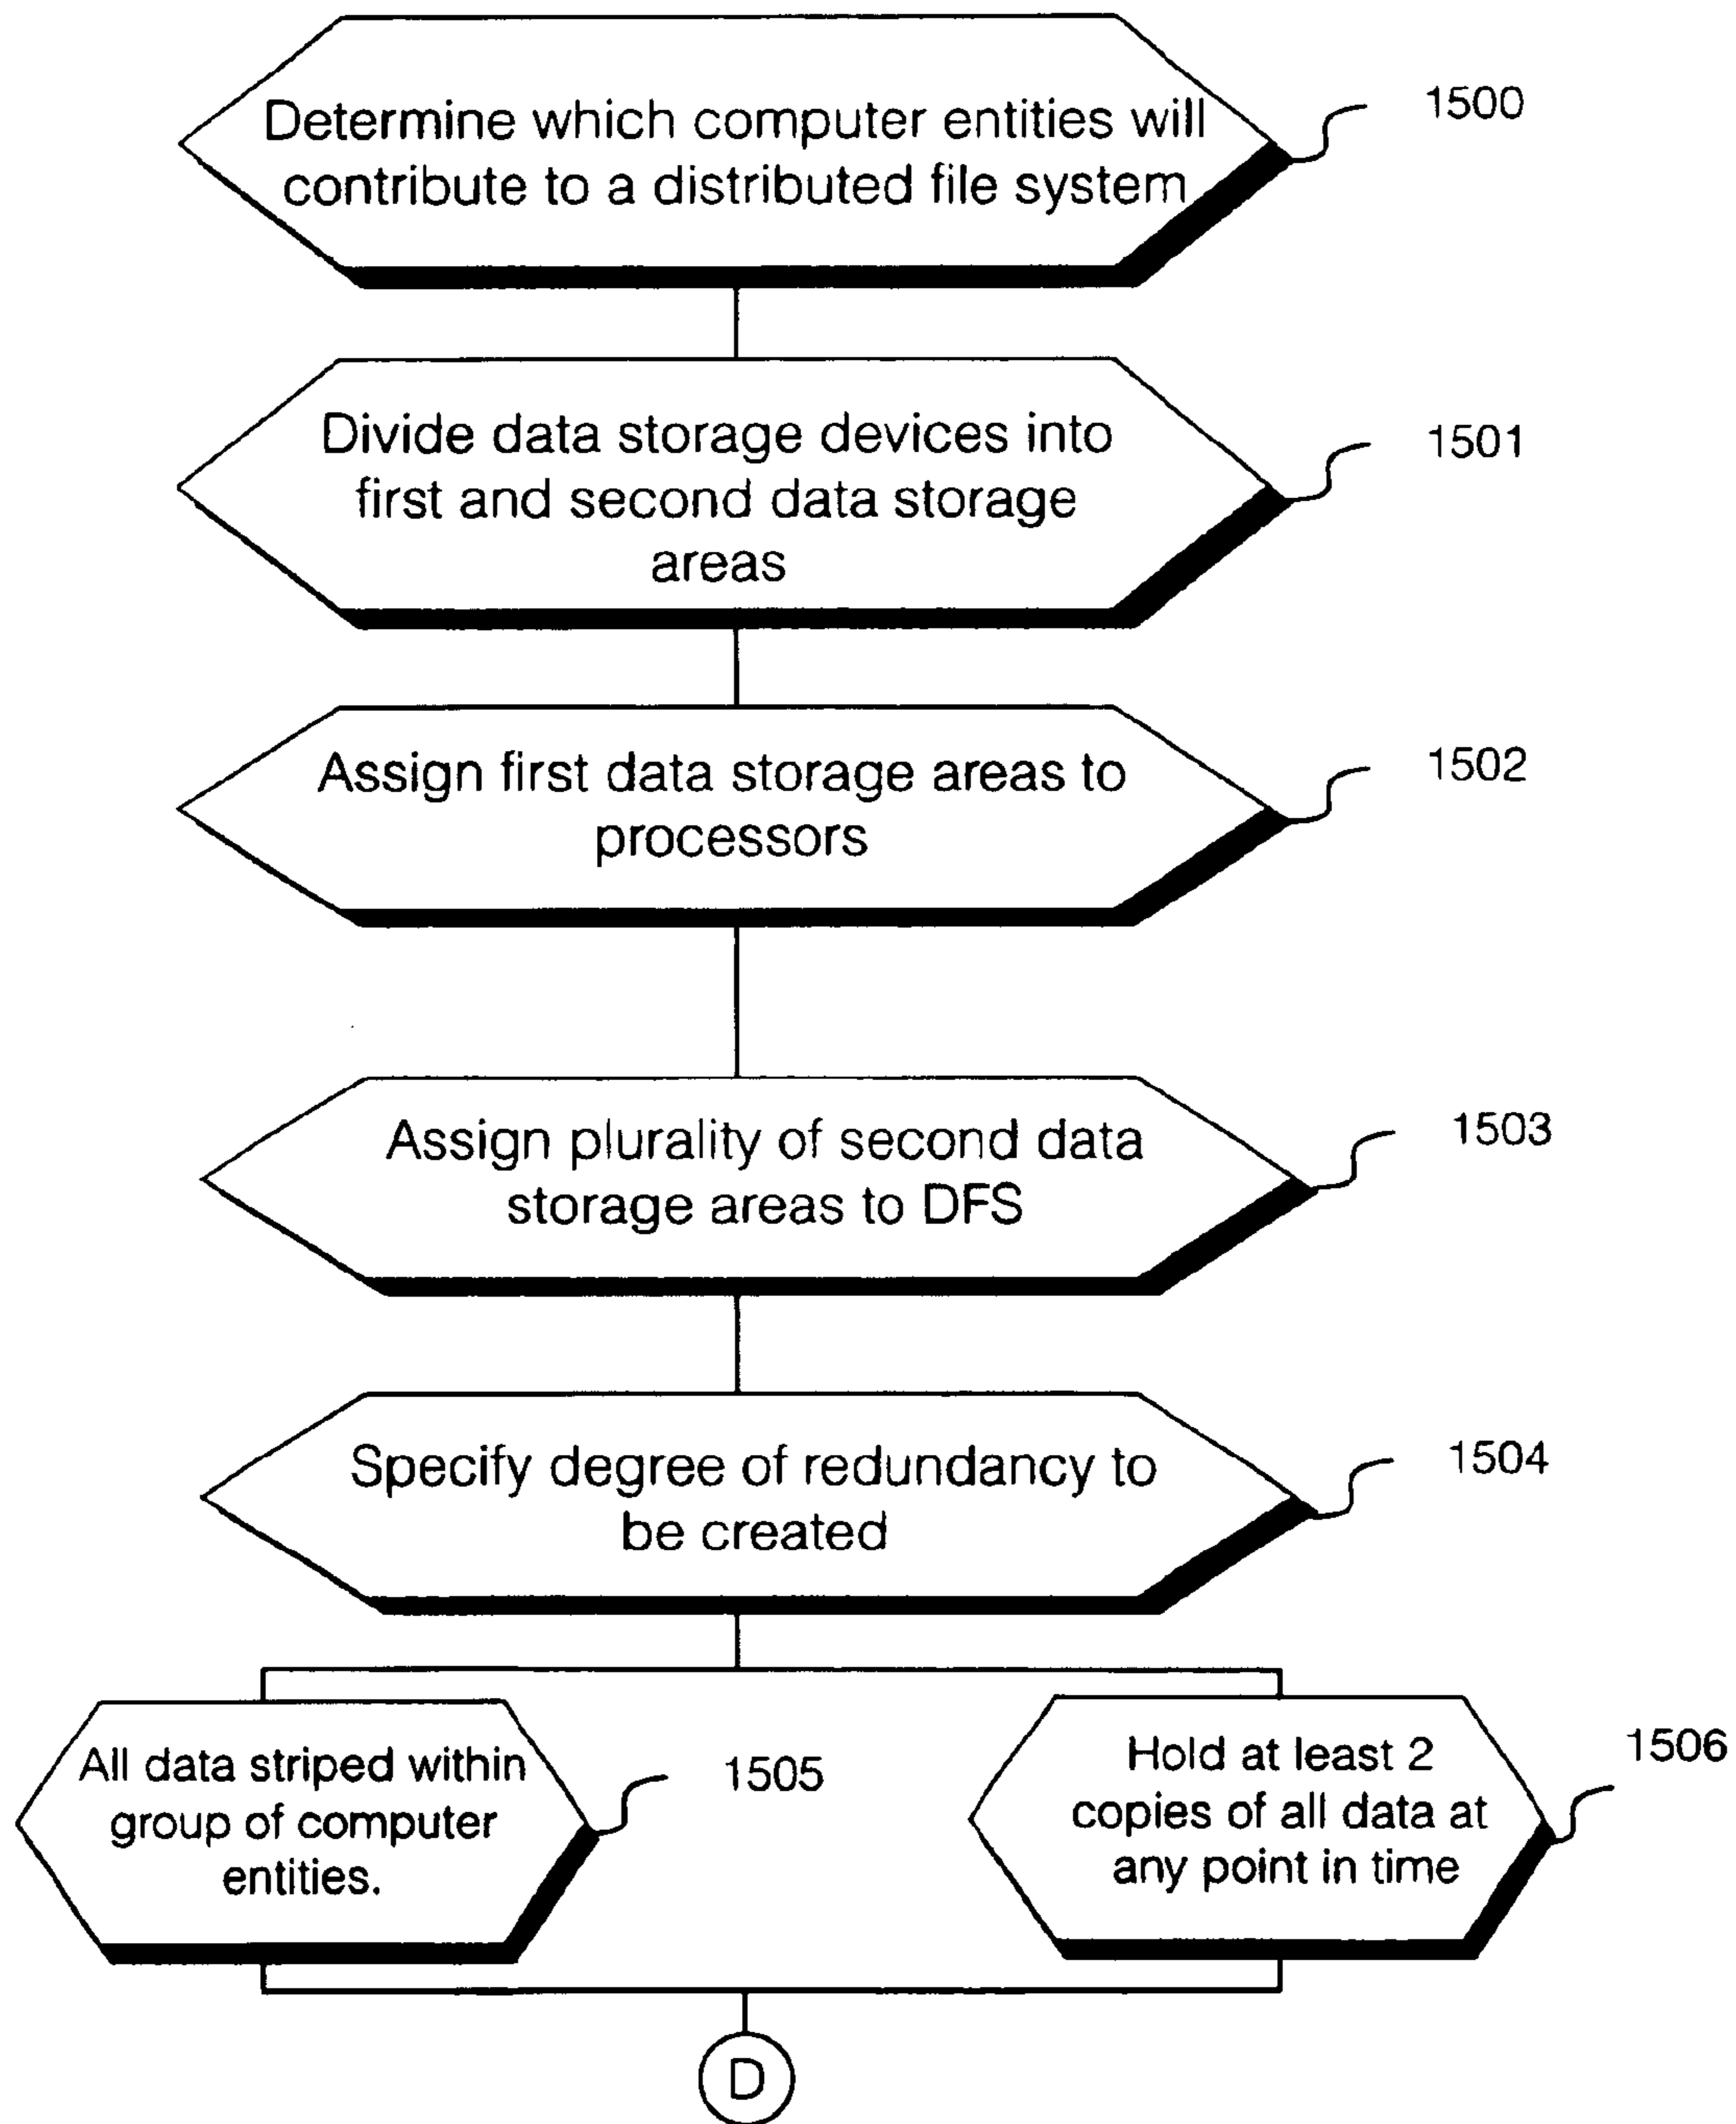 Determine which computer entities will
contribute to a distributed file system
1500
Divide data storage devices into
first and second data storage
areas
1501
Assign first data storage areas to
processors
1502
Assign plurality of second data
storage areas to DFS
1503
Specify degree of redundancy to
be created
1504
All data striped within
group of computer
entities.
1505
Hold at least 2
copies of all data at
any point in time
1506
D